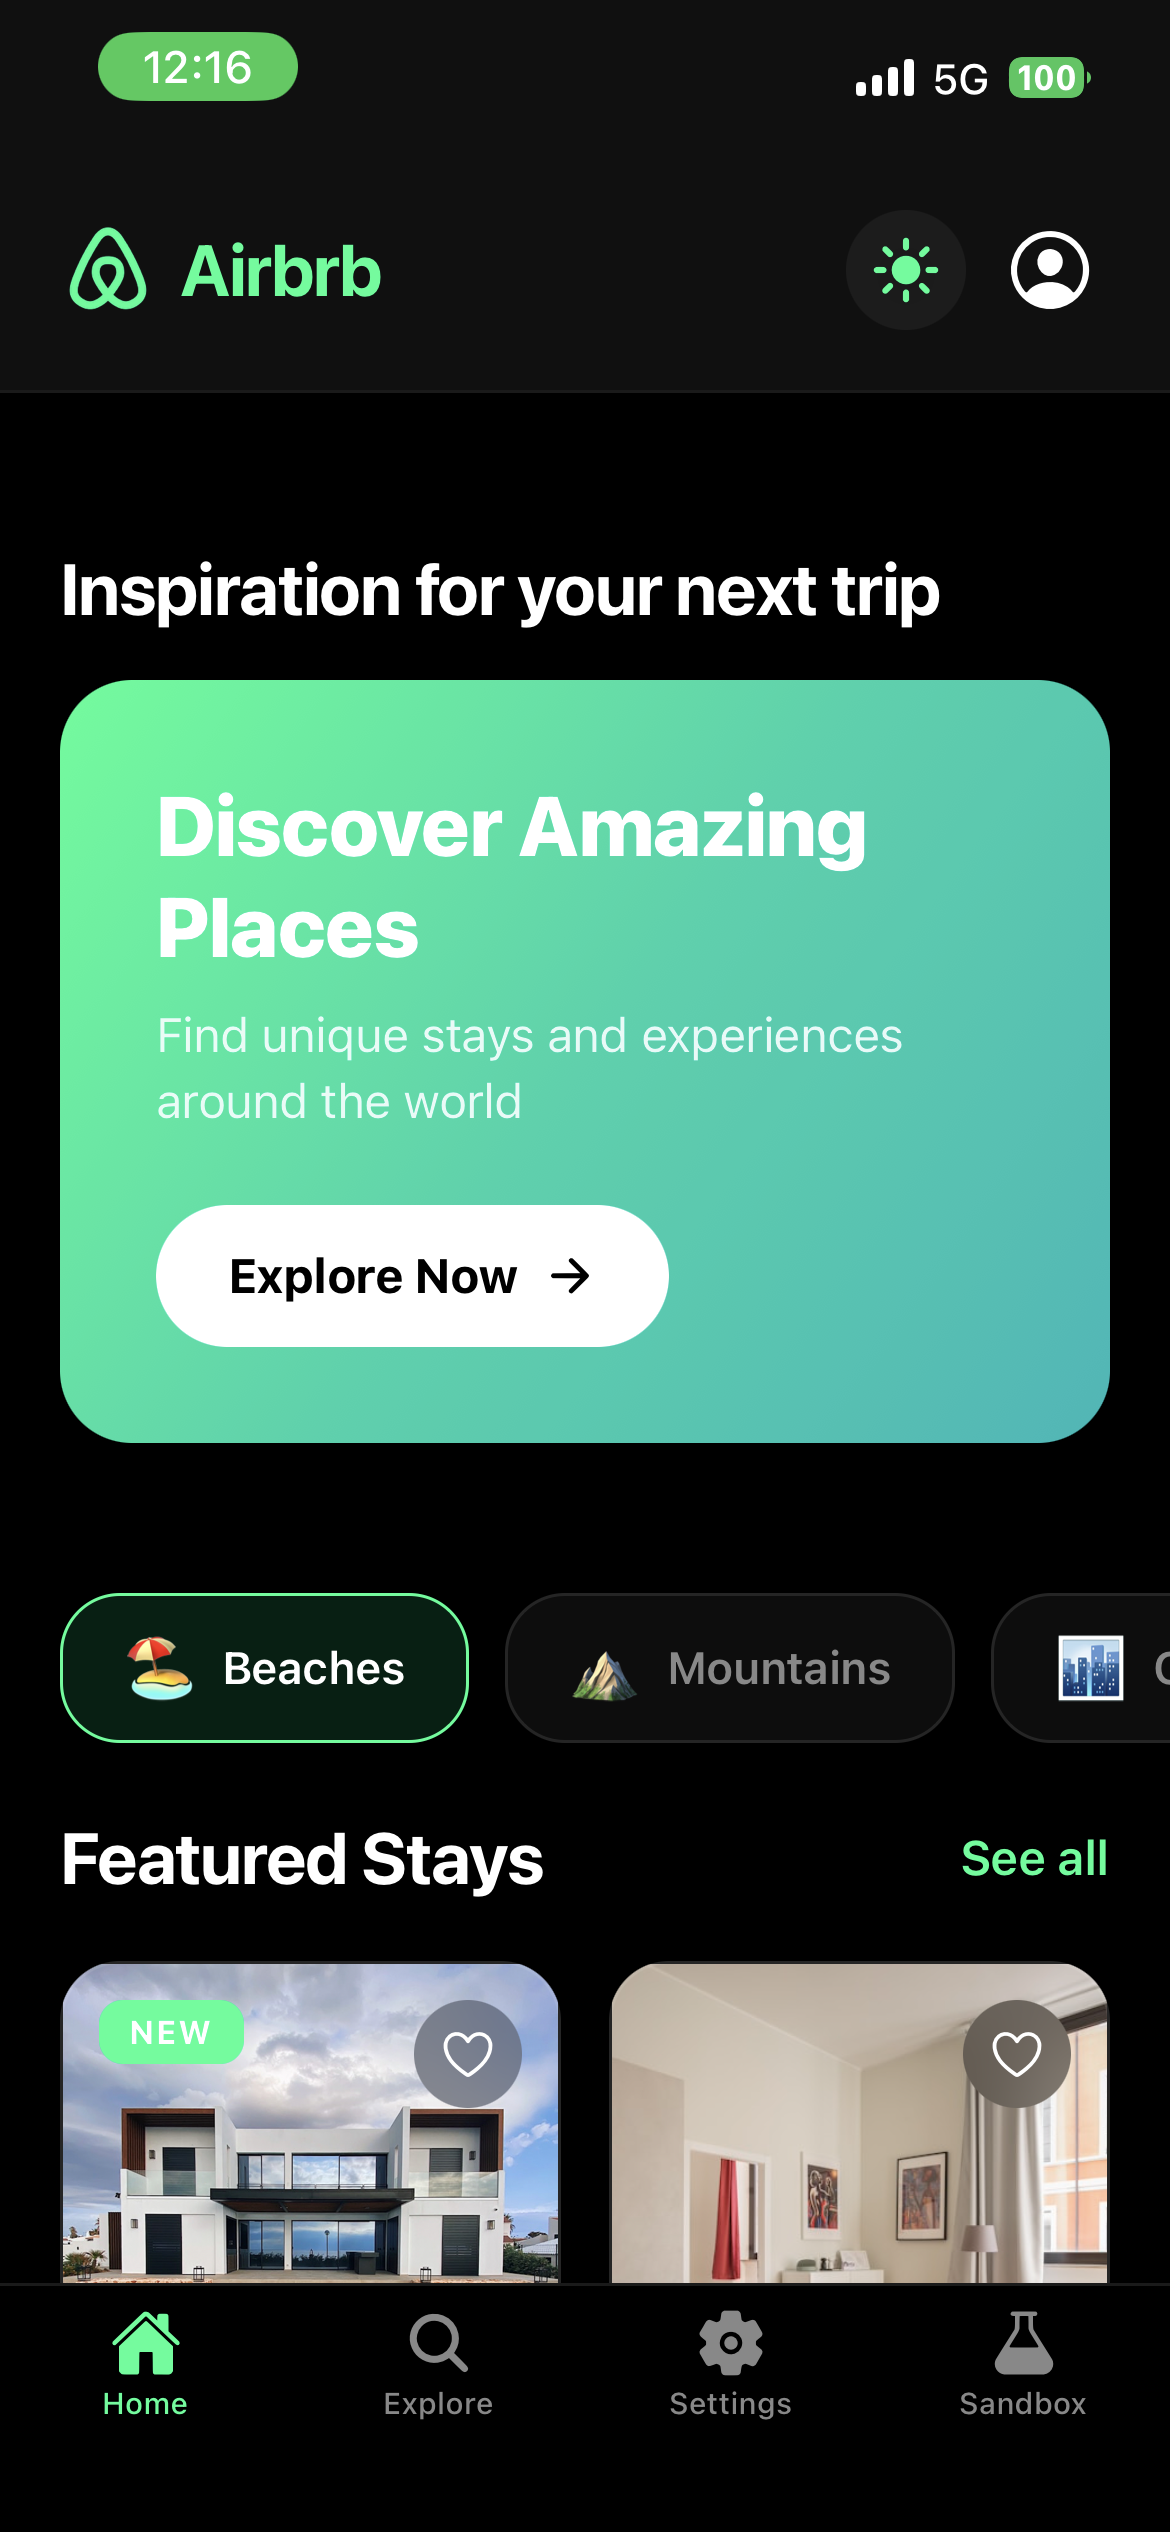 12:16
5G
100
Airbrb
Inspiration for your next trip
Discover Amazing
Places
Find unique stays and experiences
around the world
Explore Now
Beaches
Mountains
Featured Stays
See all
NEW
Home
Explore
Settings
Sandbox